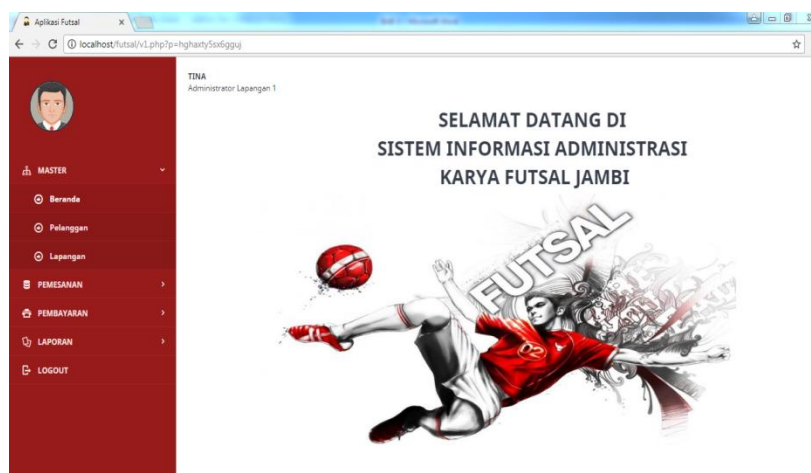 Aplikasi Futsal
localhost/futsal/v1.php?p=hghaxty5sx6gguj
TINA
Administrator Lapangan 1
SELAMAT DATANG DI
SISTEM INFORMASI ADMINISTRASI
KARYA FUTSAL JAMBI
FUTSAL
MASTER
Beranda
Pelanggan
Lapangan
PEMESANAN
PEMBAYARAN
LAPORAN
LOGOUT